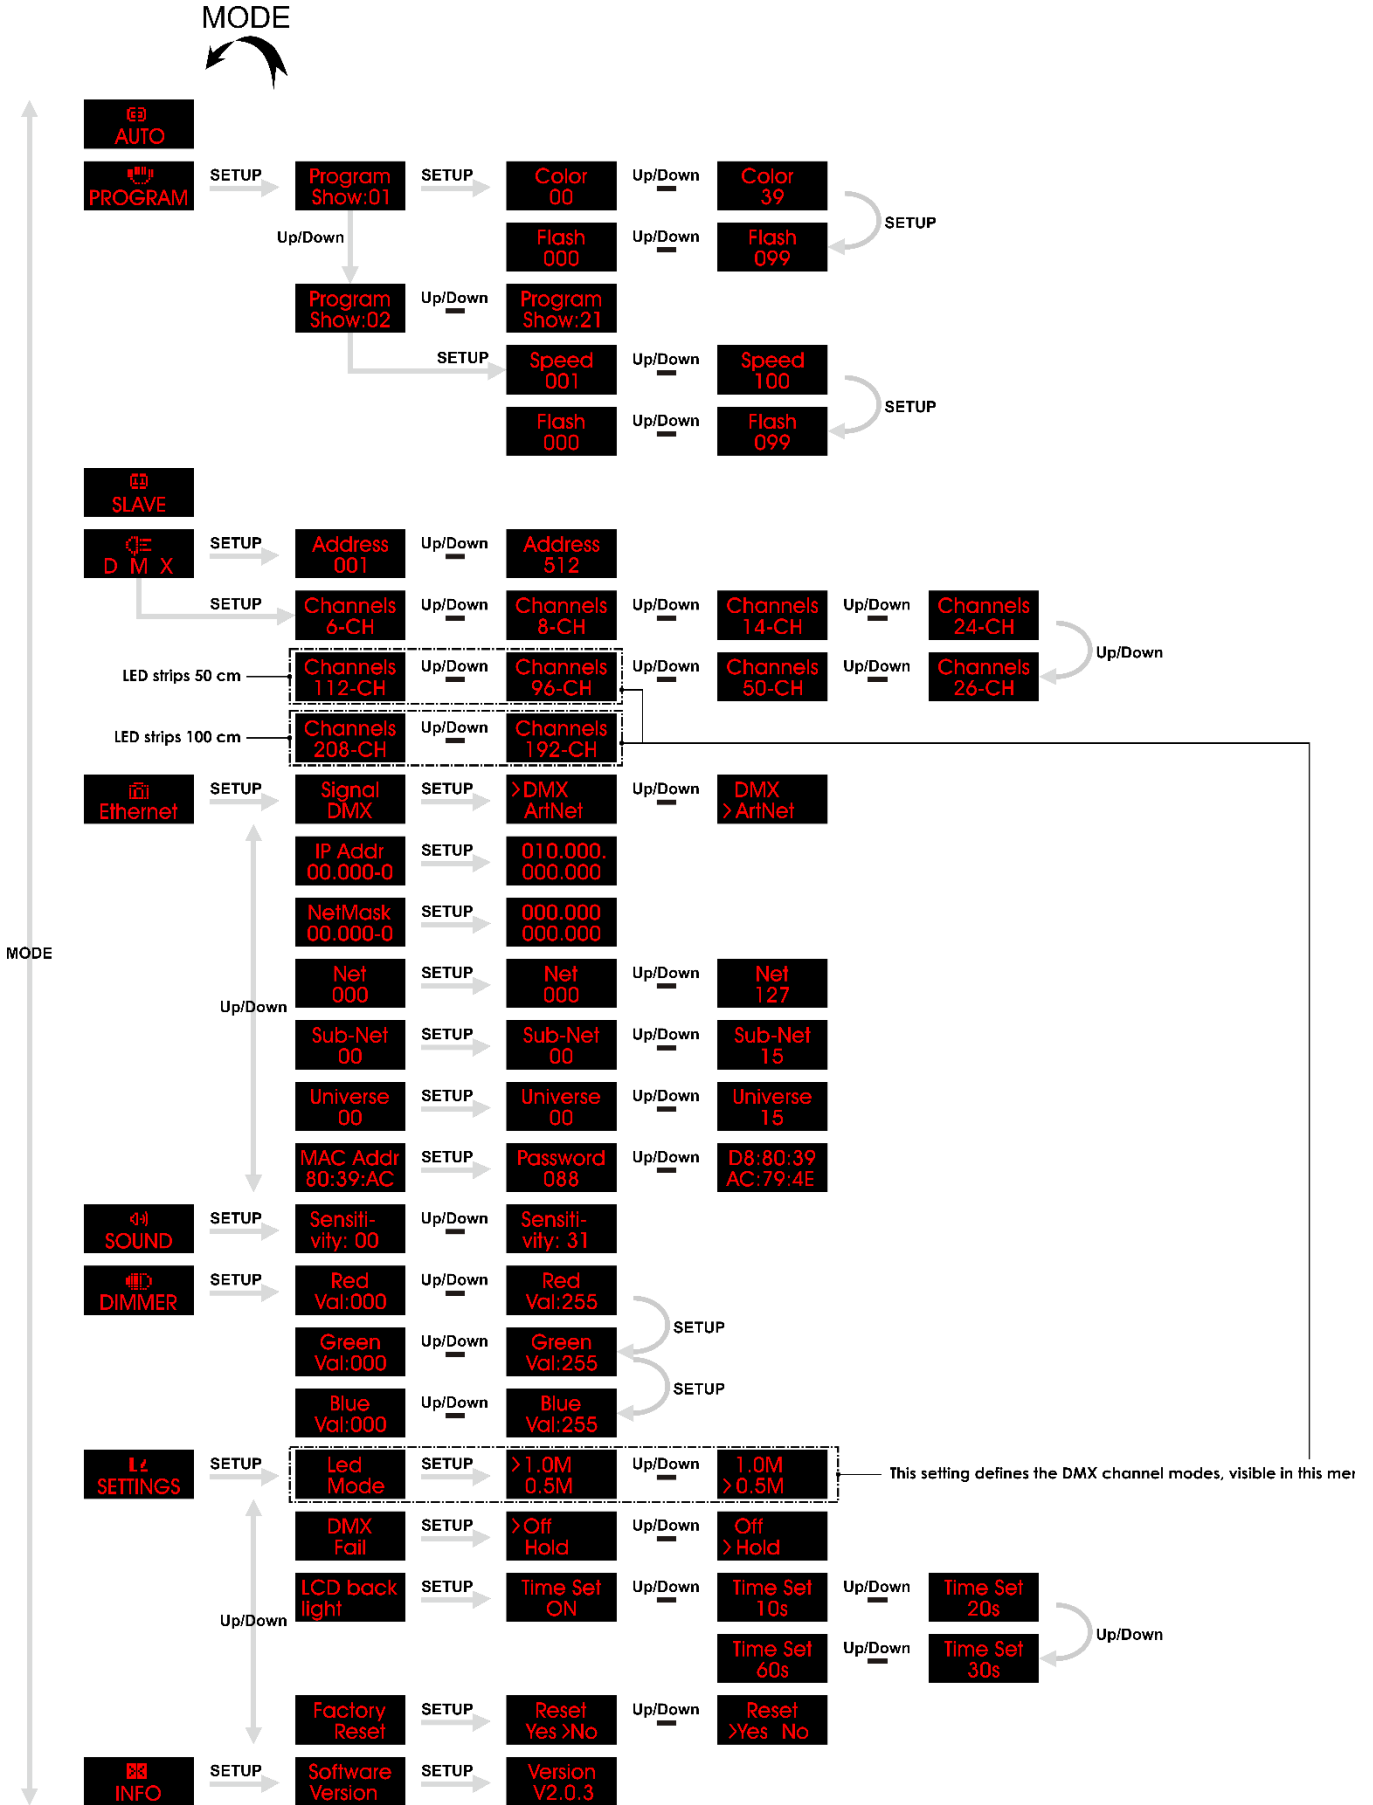 MODE
AUTO
PROGRAM
SETUP
Program
Show:01
SETUP
Color
00
Up/Down
Color
39
SETUP
Up/Down
Flash
000
Up/Down
Flash
099
Program
Show:02
Up/Down
Program
Show:21
SETUP
Speed
001
Up/Down
Speed
100
SETUP
Flash
000
Up/Down
Flash
099
SLAVE
D M X
SETUP
Address
001
Up/Down
Address
512
SETUP
Channels
6-CH
Up/Down
Channels
8-CH
Up/Down
Channels
14-CH
Up/Down
Channels
24-CH
Up/Down
LED strips 50 cm
Channels
112-CH
Up/Down
Channels
96-CH
Up/Down
Channels
50-CH
Up/Down
Channels
26-CH
LED strips 100 cm
Channels
208-CH
Up/Down
Channels
192-CH
Ethernet
SETUP
Signal
DMX
SETUP
>DMX
ArtNet
Up/Down
DMX
>ArtNet
IP Addr
00.000-0
SETUP
010.000.
000.000
NetMask
00.000-0
SETUP
000.000
000.000
MODE
Up/Down
Net
000
SETUP
Net
000
Up/Down
Net
127
Sub-Net
00
SETUP
Sub-Net
00
Up/Down
Sub-Net
15
Universe
00
SETUP
Universe
00
Up/Down
Universe
15
MAC Addr
80:39:AC
SETUP
Password
088
Up/Down
D8:80:39
AC:79:4E
SOUND
SETUP
Sensiti-
vity: 00
Up/Down
Sensiti-
vity: 31
DIMMER
SETUP
Red
Val:000
Up/Down
Red
Val:255
SETUP
Green
Val:000
Up/Down
Green
Val:255
SETUP
Blue
Val:000
Up/Down
Blue
Val:255
SETTINGS
SETUP
Led
Mode
SETUP
>1.0M
0.5M
Up/Down
1.0M
>0.5M
This setting defines the DMX channel modes, visible in this mer
DMX
Fail
SETUP
>Off
Hold
Up/Down
Off
>Hold
Up/Down
LCD back
light
SETUP
Time Set
ON
Up/Down
Time Set
10s
Up/Down
Time Set
20s
Up/Down
Time Set
60s
Up/Down
Time Set
30s
Factory
Reset
SETUP
Reset
Yes >No
Up/Down
Reset
>Yes No
INFO
SETUP
Software
Version
SETUP
Version
V2.0.3